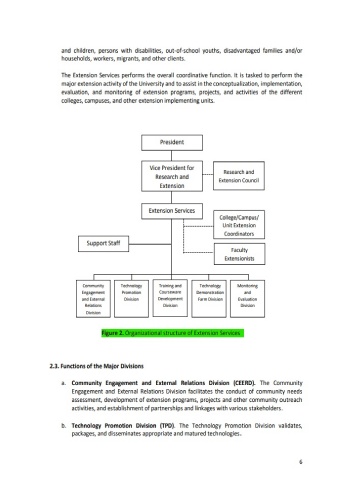 and children, persons with disabilities, out-of-school youths, disadvantaged families and/or
households, workers, migrants, and other clients.
The Extension Services performs the overall coordinative function. It is tasked to perform the
major extension activity of the University and to assist in the conceptualization, implementation,
evaluation, and monitoring of extension programs, projects, and activities of the different
colleges, campuses, and other extension implementing units.
President
Vice President for
Research and
Extension
Research and
Extension Council
Extension Services
College/Campus/
Unit Extension
Coordinators
Support Staff
Faculty
Extensionists
Community
Engagement
and External
Relations
Division
Technology
Promotion
Division
Training and
Courseware
Development
Division
Technology
Demonstration
Farm Division
Monitoring
and
Evaluation
Division
Figure 2. Organizational structure of Extension Services
2.3. Functions of the Major Divisions
a. Community Engagement and External Relations Division (CEERD). The Community
Engagement and External Relations Division facilitates the conduct of community needs
assessment, development of extension programs, projects and other community outreach
activities, and establishment of partnerships and linkages with various stakeholders.
b. Technology Promotion Division (TPD). The Technology Promotion Division validates,
packages, and disseminates appropriate and matured technologies.
6